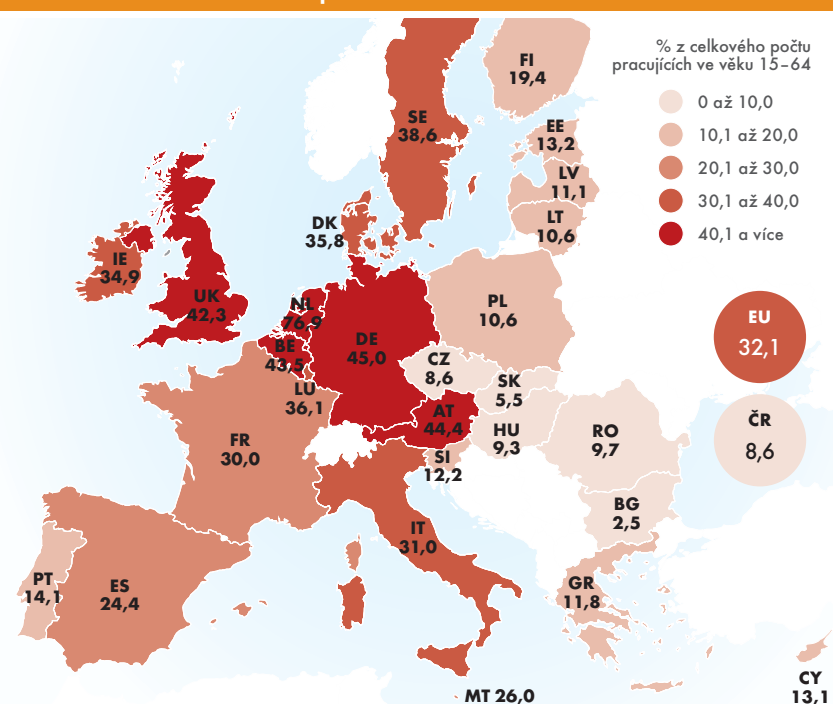 % z celkového počtu
pracujících ve věku 15–64
0 až 10,0
10,1 až 20,0
20,1 až 30,0
30,1 až 40,0
40,1 a více
FI
19,4
SE
38,6
EE
13,2
LV
11,1
LT
10,6
DK
35,8
IE
34,9
UK
42,3
NL
76,9
BE
43,5
LU
36,1
DE
45,0
PL
10,6
CZ
8,6
SK
5,5
AT
44,4
HU
9,3
SI
12,2
RO
9,7
BG
2,5
FR
30,0
IT
31,0
PT
14,1
ES
24,4
GR
11,8
MT 26,0
CY
13,1
EU
32,1
ČR
8,6